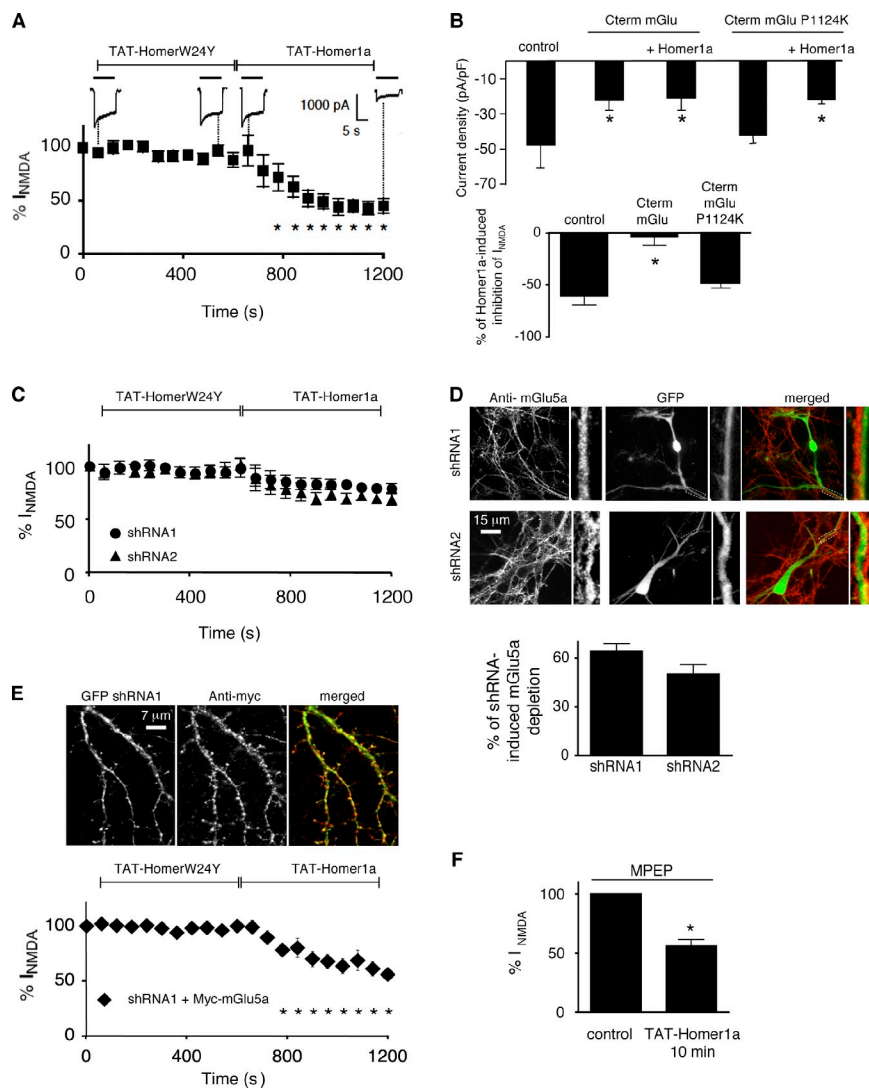 A
TAT-HomerW24Y TAT-Homer1a
1000 pA
5 s
% I NMDA
100
50
0
0 400 800 1200
* * * * * * * *
Time (s)
B
Cterm mGlu Cterm mGlu P1124K
control + Homer1a + Homer1a
Current density (pA/pF)
-10
-30
-50
-70
* * *
control Cterm mGlu Cterm mGlu P1124K
% of Homer1a-induced inhibition of I NMDA
0
-50
-100
*
C
TAT-HomerW24Y TAT-Homer1a
% I NMDA
100
50
0
shRNA1
shRNA2
0 400 800 1200
Time (s)
D
Anti- mGlu5a GFP merged
shRNA1
shRNA2
15 μm
% of shRNA-induced mGlu5a depletion
60
30
0
shRNA1 shRNA2
E
GFP shRNA1 Anti-myc merged
7 μm
TAT-HomerW24Y TAT-Homer1a
% I NMDA
100
50
0
shRNA1 + Myc-mGlu5a
* * * * * * * *
0 400 800 1200
Time (s)
F
MPEP
% I NMDA
100
50
0
*
control TAT-Homer1a
10 min